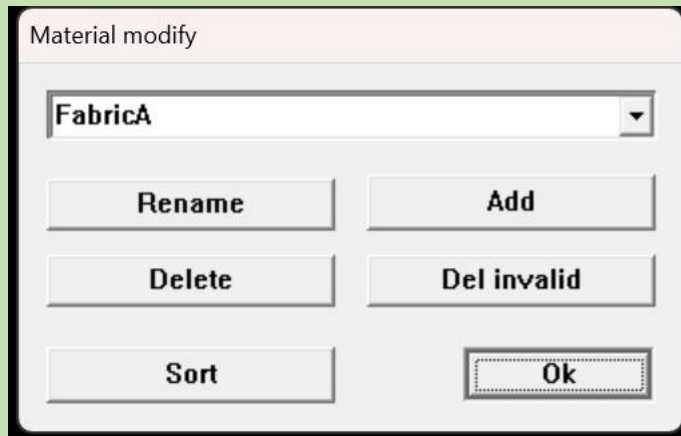 Material modify
FabricA
Rename
Add
Delete
Del invalid
Sort
Ok